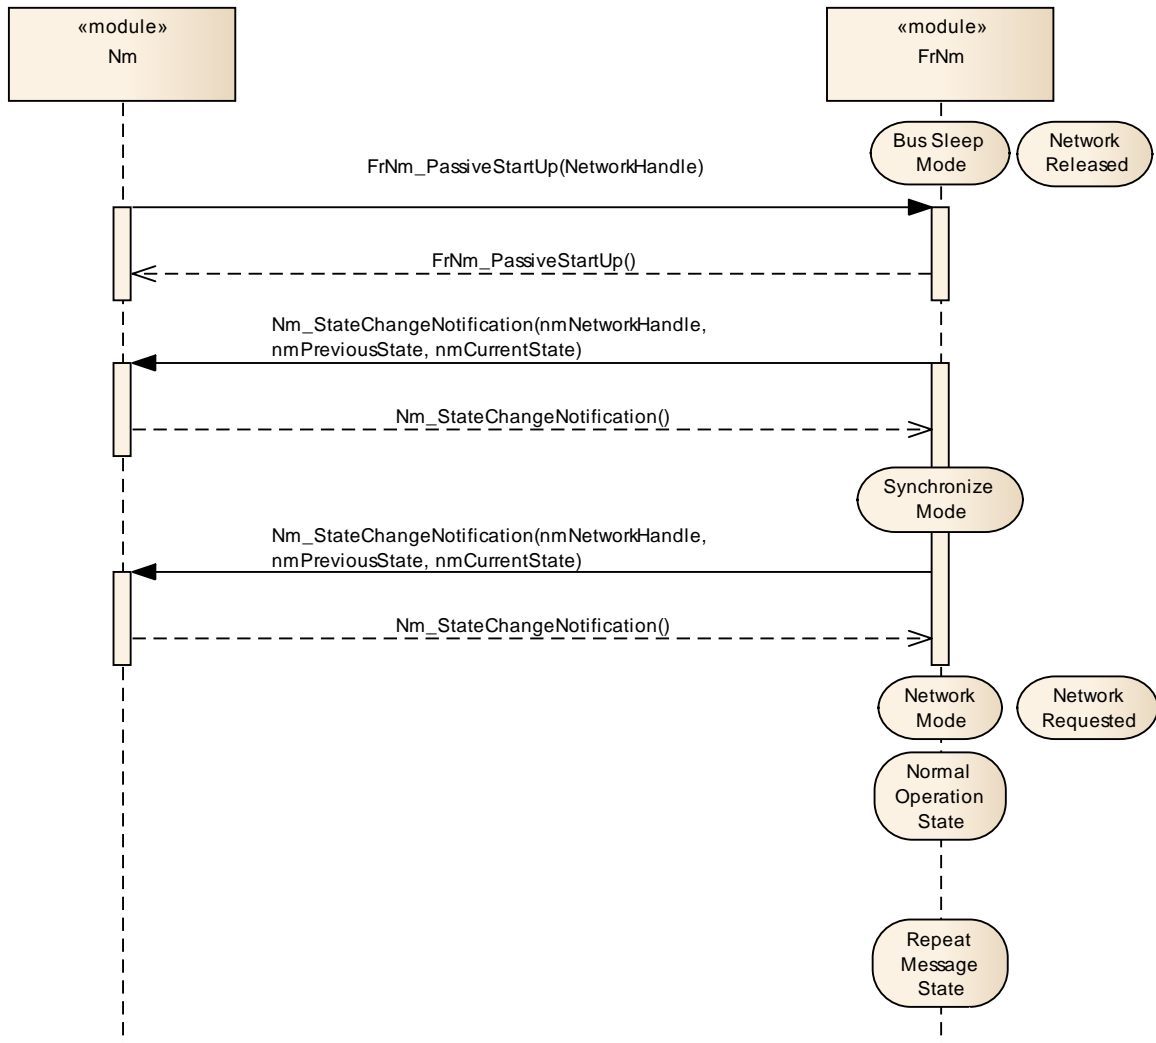 «module»
Nm
«module»
FrNm
Bus Sleep
Mode
Network
Released
FrNm_PassiveStartUp(NetworkHandle)
FrNm_PassiveStartUp()
Nm_StateChangeNotification(nmNetworkHandle,
nmPreviousState, nmCurrentState)
Nm_StateChangeNotification()
Synchronize
Mode
Nm_StateChangeNotification(nmNetworkHandle,
nmPreviousState, nmCurrentState)
Nm_StateChangeNotification()
Network
Mode
Network
Requested
Normal
Operation
State
Repeat
Message
State